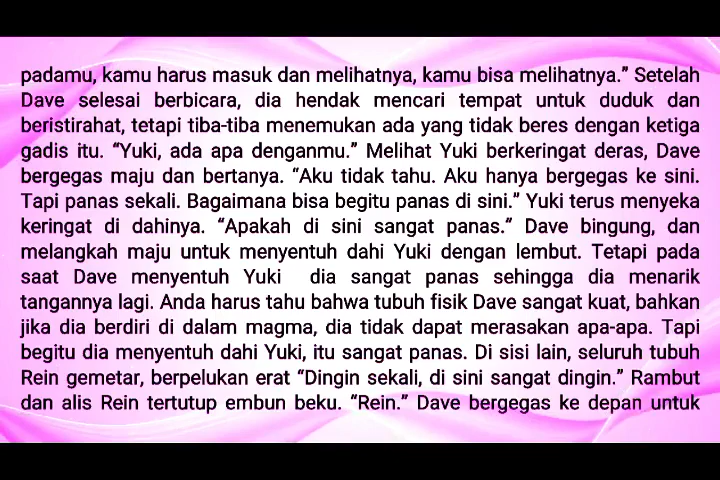 padamu, kamu harus masuk dan melihatnya, kamu bisa melihatnya.” Setelah
Dave selesai berbicara, dia hendak mencari tempat untuk duduk dan
beristirahat, tetapi tiba-tiba menemukan ada yang tidak beres dengan ketiga
gadis itu. “Yuki, ada apa denganmu.” Melihat Yuki berkeringat deras, Dave
bergegas maju dan bertanya. “Aku tidak tahu. Aku hanya bergegas ke sini.
Tapi panas sekali. Bagaimana bisa begitu panas di sini.” Yuki terus menyeka
keringat di dahinya. “Apakah di sini sangat panas.” Dave bingung, dan
melangkah maju untuk menyentuh dahi Yuki dengan lembut. Tetapi pada
saat Dave menyentuh Yuki dia sangat panas sehingga dia menarik
tangannya lagi. Anda harus tahu bahwa tubuh fisik Dave sangat kuat, bahkan
jika dia berdiri di dalam magma, dia tidak dapat merasakan apa-apa. Tapi
begitu dia menyentuh dahi Yuki, itu sangat panas. Di sisi lain, seluruh tubuh
Rein gemetar, berpelukan erat “Dingin sekali, di sini sangat dingin.” Rambut
dan alis Rein tertutup embun beku. “Rein.” Dave bergegas ke depan untuk